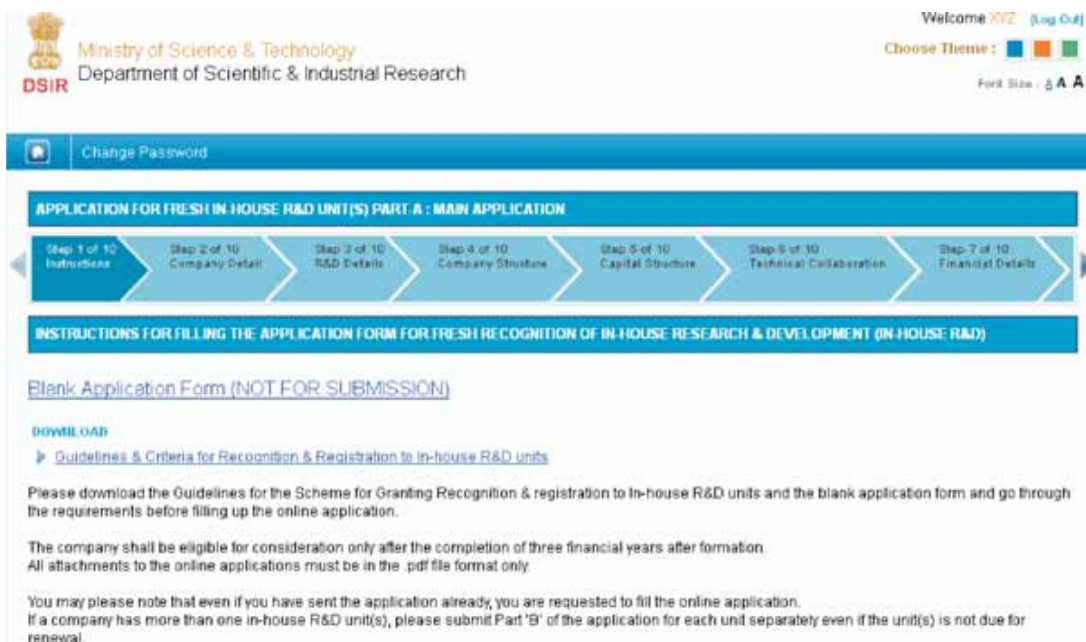 Welcome XYZ [Log Out]
Ministry of Science & Technology
Choose Theme :
Department of Scientific & Industrial Research
DSIR
Font Size : A A A
Change Password
APPLICATION FOR FRESH IN-HOUSE R&D UNIT(S) PART-A : MAIN APPLICATION
Step 1 of 10 Step 2 of 10 Step 3 of 10 Step 4 of 10 Step 5 of 10 Step 6 of 10 Step 7 of 10
Instructions Company Detail R&D Details Company Structure Capital Structure Technical Collaboration Financial Details
INSTRUCTIONS FOR FILLING THE APPLICATION FORM FOR FRESH RECOGNITION OF IN-HOUSE RESEARCH & DEVELOPMENT (IN-HOUSE R&D)
Blank Application Form (NOT FOR SUBMISSION)
DOWNLOAD
Guidelines & Criteria for Recognition & Registration to In-house R&D units
Please download the Guidelines for the Scheme for Granting Recognition & registration to In-house R&D units and the blank application form and go through
the requirements before filling up the online application.
The company shall be eligible for consideration only after the completion of three financial years after formation.
All attachments to the online applications must be in the .pdf file format only
You may please note that even if you have sent the application already, you are requested to fill the online application.
If a company has more than one in-house R&D unit(s), please submit Part 'B' of the application for each unit separately even if the unit(s) is not due for
renewal.